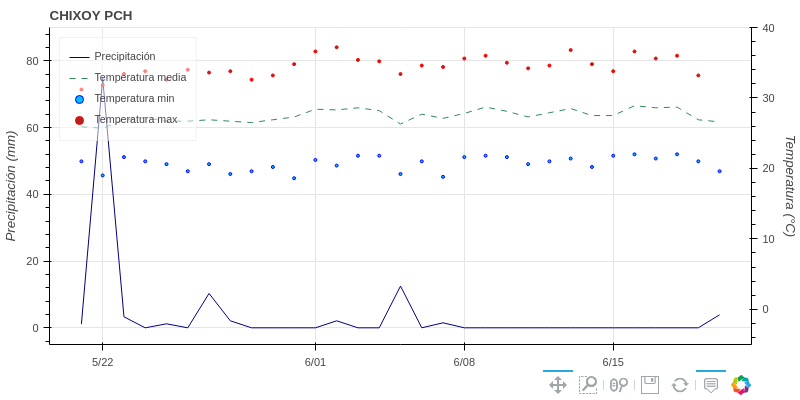 CHIXOY PCH
Precipitación
Temperatura media
Temperatura min
Temperatura max
Precipitación (mm)
80
60
40
20
0
Temperatura (°C)
40
30
20
10
0
5/22
6/01
6/08
6/15